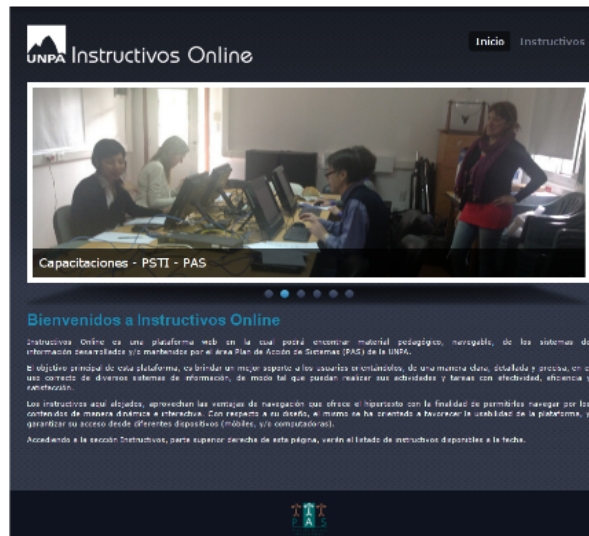 UNPA Instructivos Online
Inicio Instructivos
Capacitaciones - PSTI - PAS
Bienvenidos a Instructivos Online
Instructivos Online es una plataforma web en la cual podrá encontrar material pedagógico, navegable, de los sistemas de
información desarrollados y/o mantenidos por el área Plan de Acción de Sistemas (PAS) de la UNPA.
El objetivo principal de esta plataforma, es brindar un mejor soporte a los usuarios orientándolos, de una manera clara, detallada y precisa, en el
uso correcto de diversos sistemas de información, de modo tal que puedan realizar sus actividades y tareas con efectividad, eficiencia y
satisfacción.
Los instructivos aquí alojados, aprovechan las ventajas de navegación que ofrece el hipertexto con la finalidad de permitirles navegar por los
contenidos de manera dinámica e interactiva. Con respecto a su diseño, el mismo se ha orientado a favorecer la usabilidad de la plataforma, y
garantizar su acceso desde diferentes dispositivos (móbiles, y/o computadoras).
Accediendo a la sección Instructivos, parte superior derecha de esta página, verán el listado de instructivos disponibles a la fecha.
PAS